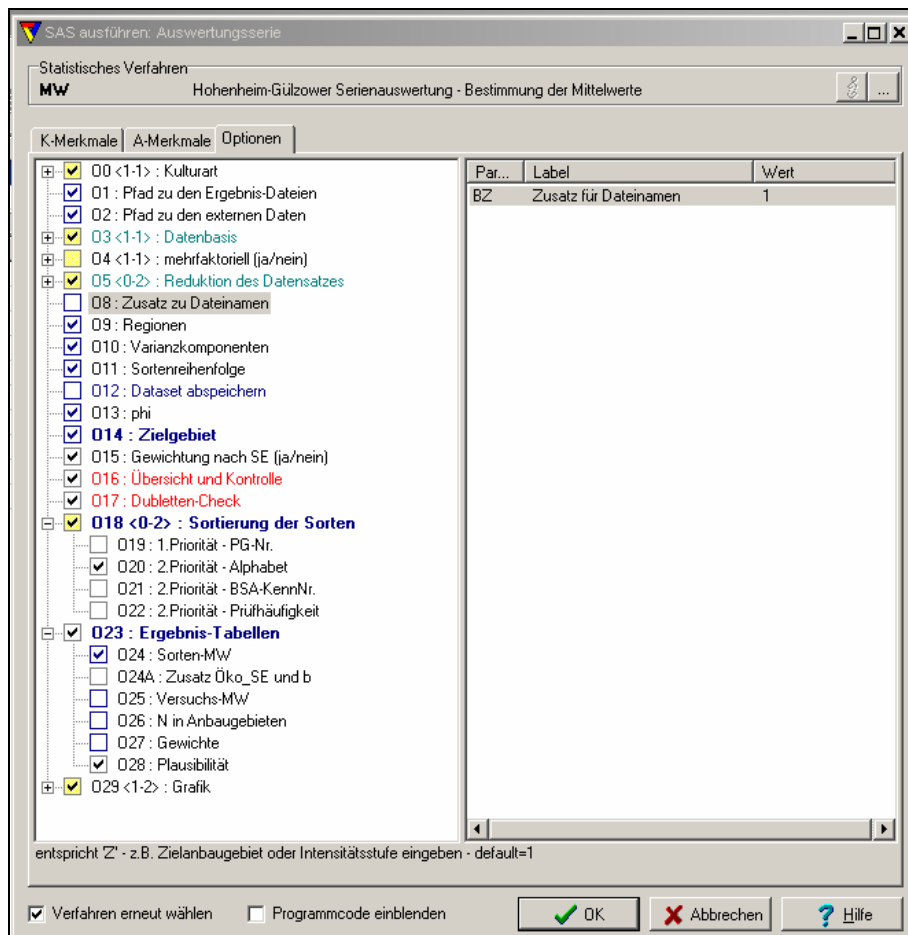 SAS ausführen: Auswertungsserie
Statistisches Verfahren
MW Hohenheim-Gülzower Serienauswertung - Bestimmung der Mittelwerte
...
K-Merkmale A-Merkmale Optionen
O0 <1-1> : Kulturart
O1 : Pfad zu den Ergebnis-Dateien
O2 : Pfad zu den externen Daten
O3 <1-1> : Datenbasis
O4 <1-1> : mehrfaktoriell (ja/nein)
O5 <0-2> : Reduktion des Datensatzes
O8 : Zusatz zu Dateinamen
O9 : Regionen
O10 : Varianzkomponenten
O11 : Sortenreihenfolge
O12 : Dataset abspeichern
O13 : phi
O14 : Zielgebiet
O15 : Gewichtung nach SE (ja/nein)
O16 : Übersicht und Kontrolle
O17 : Dubletten-Check
O18 <0-2> : Sortierung der Sorten
O19 : 1.Priorität - PG-Nr.
O20 : 2.Priorität - Alphabet
O21 : 2.Priorität - BSA-KennNr.
O22 : 2.Priorität - Prüfhäufigkeit
O23 : Ergebnis-Tabellen
O24 : Sorten-MW
O24A : Zusatz Öko_SE und b
O25 : Versuchs-MW
O26 : N in Anbaugebieten
O27 : Gewichte
O28 : Plausibilität
O29 <1-2> : Grafik
Par... Label Wert
BZ Zusatz für Dateinamen 1
entspricht 'Z' - z.B. Zielanbaugebiet oder Intensitätsstufe eingeben - default=1
Verfahren erneut wählen Programmcode einblenden OK Abbrechen Hilfe